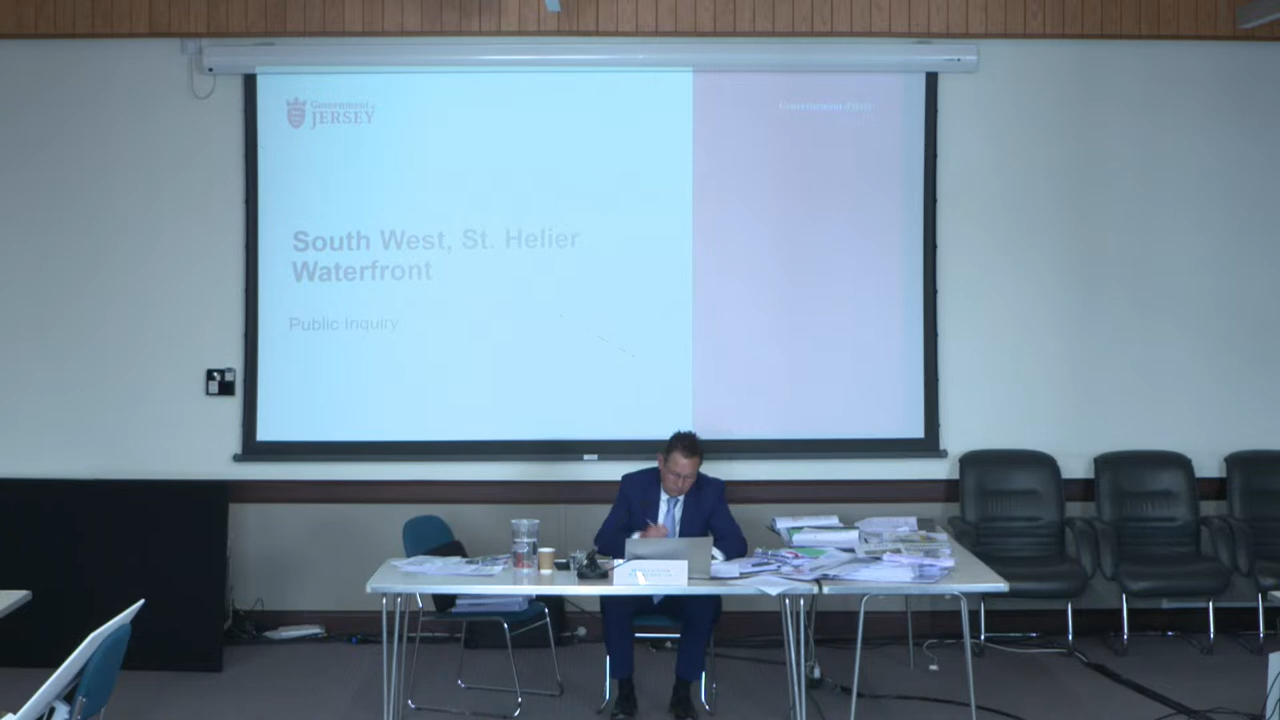 Government of
JERSEY
South West, St. Helier
Waterfront
Public Inquiry